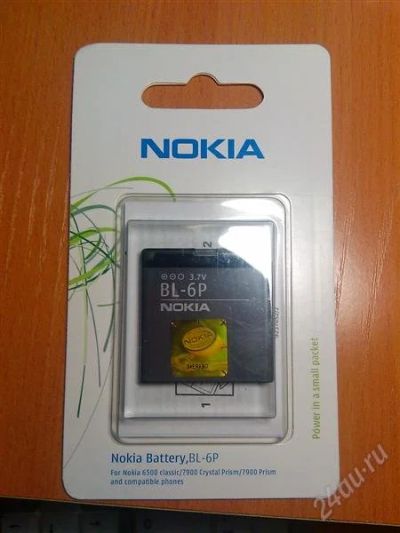 NOKIA
2
3.7V
BL-6P
NOKIA
NOKIA
1
Power in a small packet
Nokia Battery,BL-6P
For Nokia 6500 classic/7900 Crystal Prism/7900 Prism
and compatible phones
24au.ru